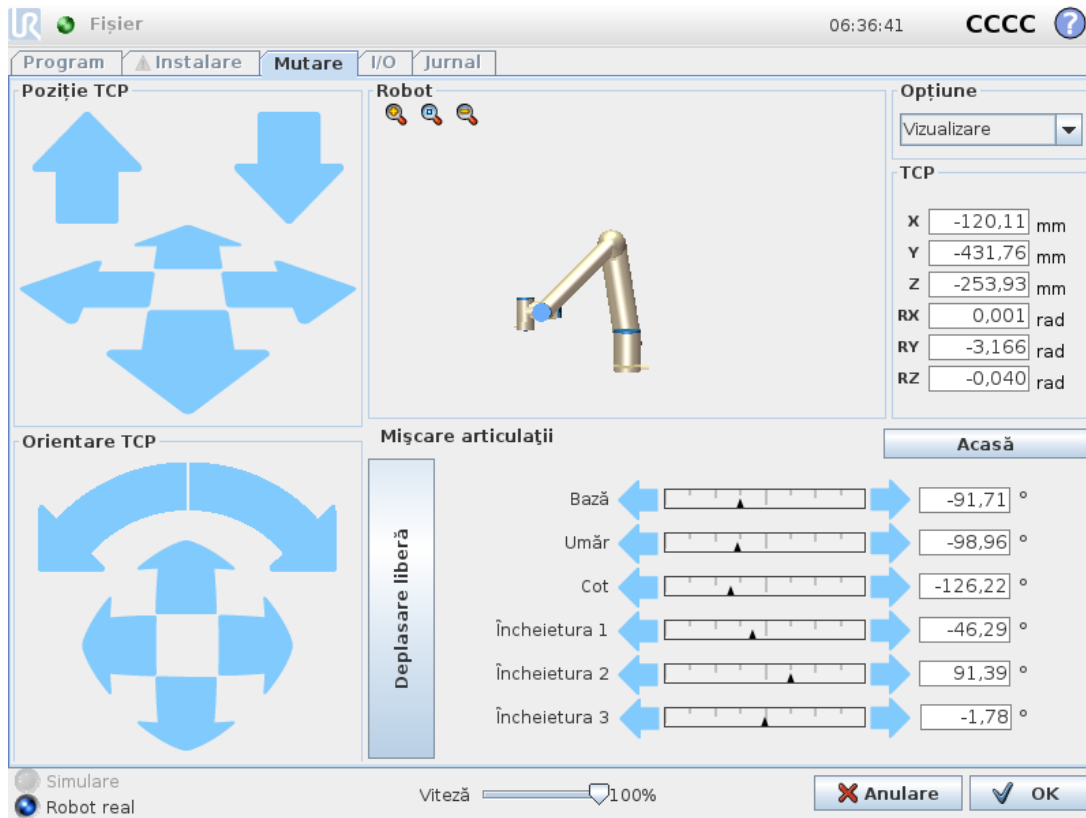 UR Fișier 06:36:41 CCCC ?
Program Instalare Mutare I/O Jurnal
Poziție TCP
Robot
Opțiune
Vizualizare
TCP
X -120,11 mm
Y -431,76 mm
Z -253,93 mm
RX 0,001 rad
RY -3,166 rad
RZ -0,040 rad
Orientare TCP
Mișcare articulații
Acasă
Deplasare liberă
Bază -91,71 °
Umăr -98,96 °
Cot -126,22 °
Încheietura 1 -46,29 °
Încheietura 2 91,39 °
Încheietura 3 -1,78 °
Simulare
Robot real
Viteză 100%
Anulare
OK